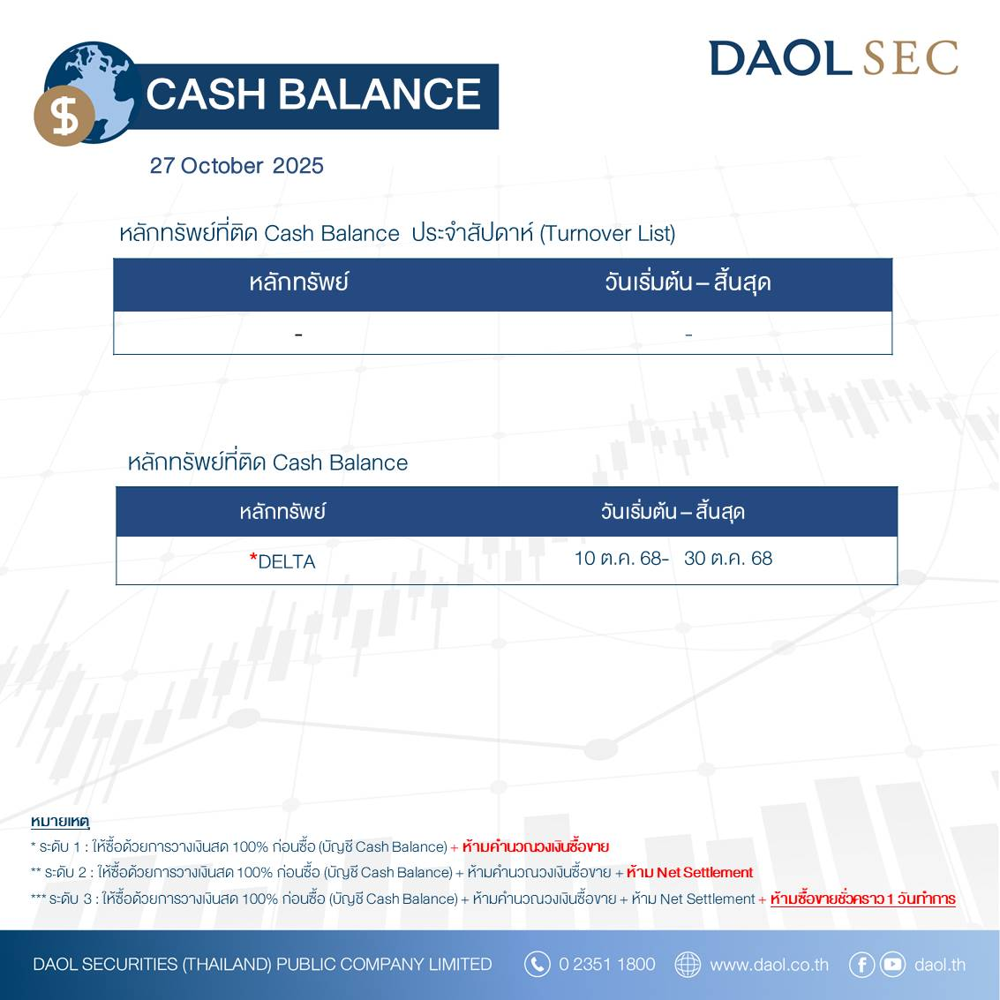 DAOL SEC
$ CASH BALANCE
27 October 2025
หลักทรัพย์ที่ติด Cash Balance ประจำสัปดาห์ (Turnover List)
หลักทรัพย์ วันเริ่มต้น – สิ้นสุด
- -
หลักทรัพย์ที่ติด Cash Balance
หลักทรัพย์ วันเริ่มต้น – สิ้นสุด
*DELTA 10 ต.ค. 68- 30 ต.ค. 68
หมายเหตุ
* ระดับ 1 : ให้ซื้อด้วยการวางเงินสด 100% ก่อนซื้อ (บัญชี Cash Balance) + ห้ามคำนวณวงเงินซื้อขาย
** ระดับ 2 : ให้ซื้อด้วยการวางเงินสด 100% ก่อนซื้อ (บัญชี Cash Balance) + ห้ามคำนวณวงเงินซื้อขาย + ห้าม Net Settlement
*** ระดับ 3 : ให้ซื้อด้วยการวางเงินสด 100% ก่อนซื้อ (บัญชี Cash Balance) + ห้ามคำนวณวงเงินซื้อขาย + ห้าม Net Settlement + ห้ามซื้อขายชั่วคราว 1 วันทำการ
DAOL SECURITIES (THAILAND) PUBLIC COMPANY LIMITED 0 2351 1800 www.daol.co.th daol.th